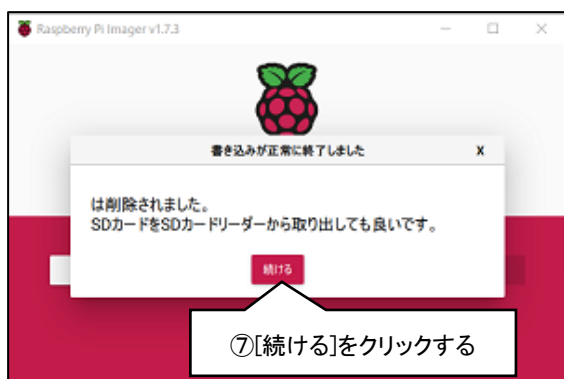 Raspberry Pi Imager v1.7.3
書き込みが正常に終了しました
x
は削除されました。
SDカードをSDカードリーダーから取り出しても良いです。
続ける
⑦[続ける]をクリックする